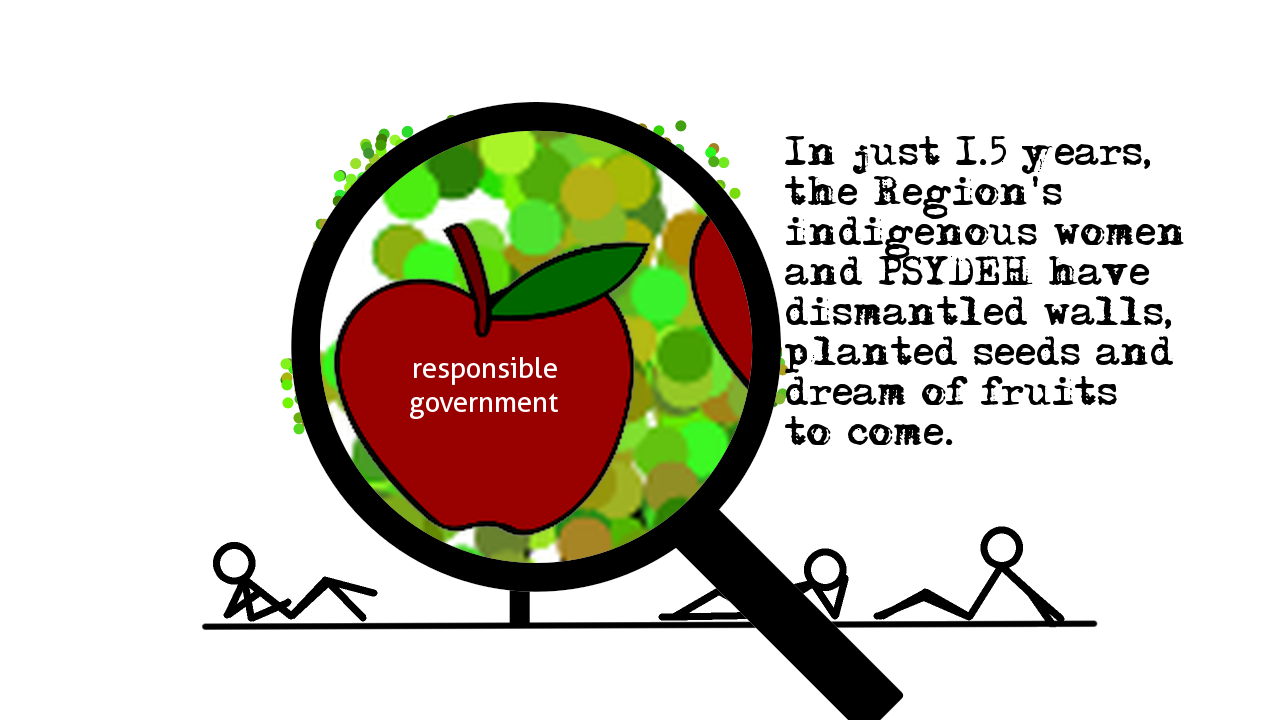 In just 1.5 years,
the Region's
indigenous women
and PSYDEH have
dismantled walls,
planted seeds and
dream of fruits
to come.
responsible
government